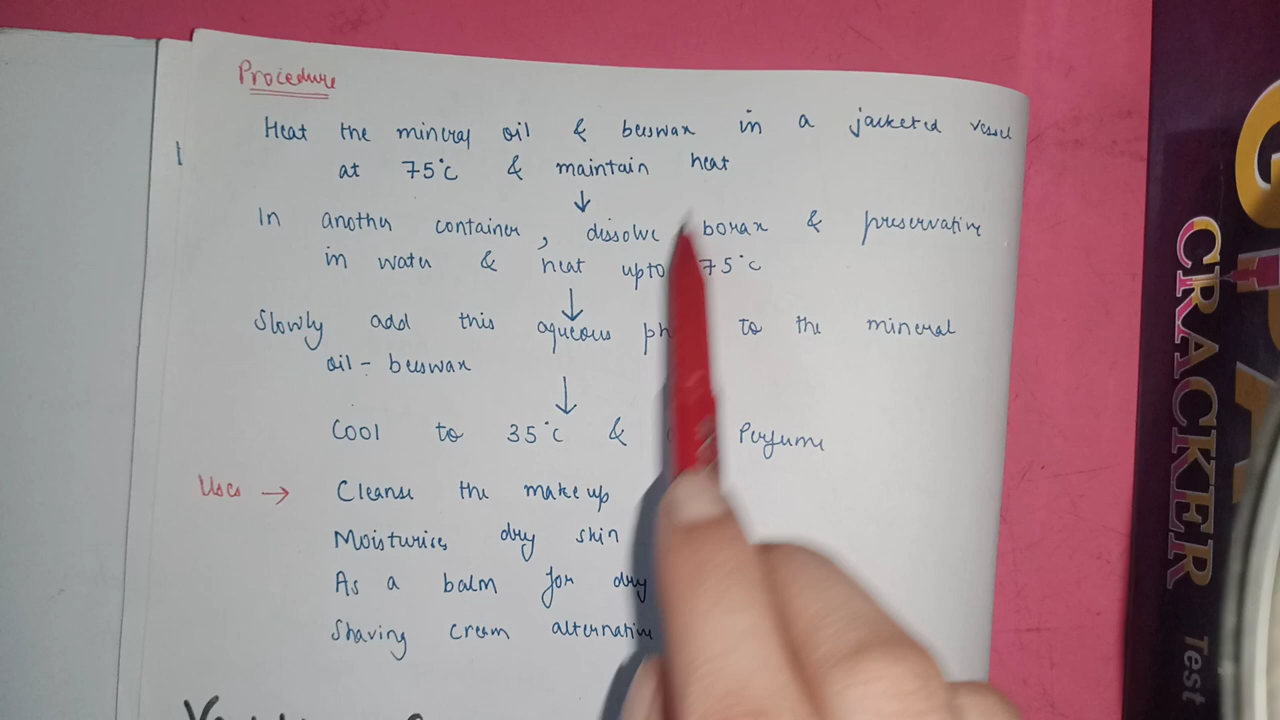 Procedure
Heat the mineral oil & beeswax in a jacketed vessel
at 75°c & maintain heat
↓
In another container, dissolve borax & preservative
in water & heat upto 75°c
↓
Slowly add this aqueous to the mineral
oil - beeswax
↓
Cool to 35°c & Perfume
Uses → Cleanse the makeup
Moisturises dry skin
As a balm for dry
Shaving cream alternative
CRACKER
Test